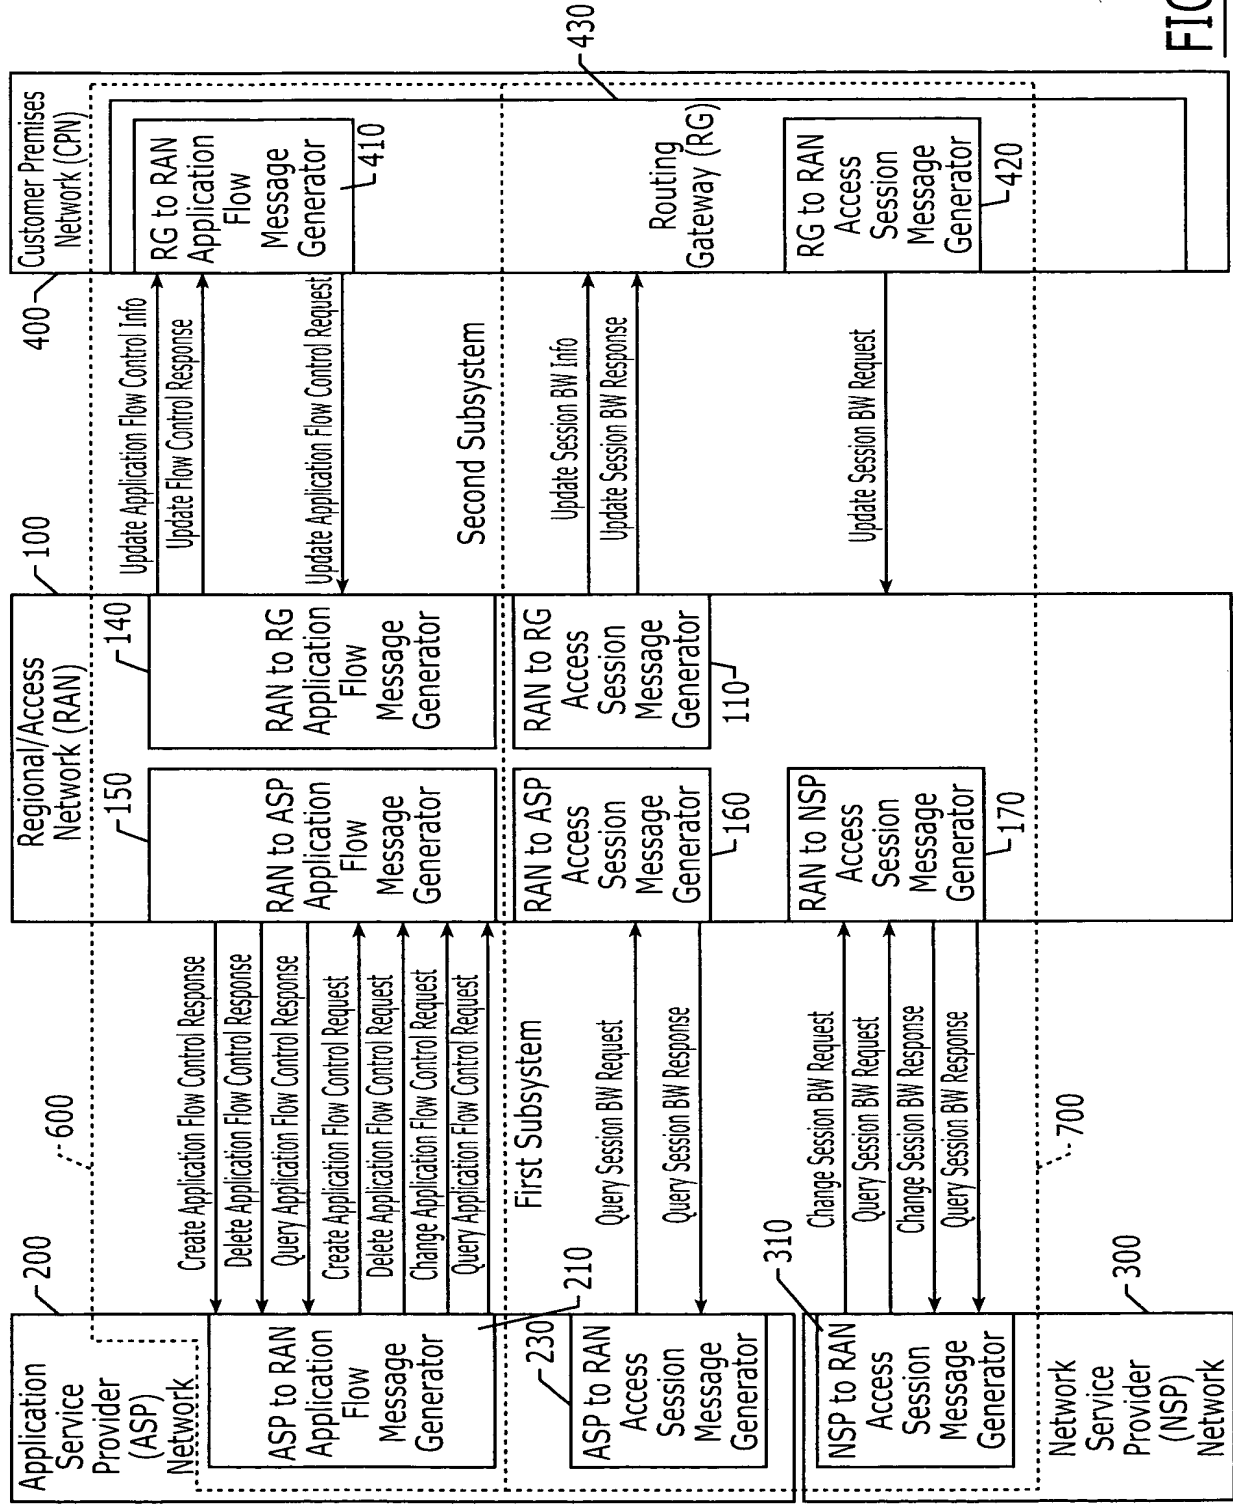 Application
Service
Provider
(ASP)
Network
200
600
Regional/Access
Network (RAN)
100
Customer Premises
Network (CPN)
400
ASP to RAN
Application
Flow
Message
Generator
210
Create Application Flow Control Response
Delete Application Flow Control Response
Query Application Flow Control Response
Create Application Flow Control Request
Delete Application Flow Control Request
Change Application Flow Control Request
Query Application Flow Control Request
150
RAN to ASP
Application
Flow
Message
Generator
140
RAN to RG
Application
Flow
Message
Generator
Update Application Flow Control Info
Update Flow Control Response
Update Application Flow Control Request
RG to RAN
Application
Flow
Message
Generator
410
First Subsystem
Second Subsystem
230
ASP to RAN
Access
Session
Message
Generator
Query Session BW Request
Query Session BW Response
RAN to ASP
Access
Session
Message
Generator
160
RAN to RG
Access
Session
Message
Generator
110
Update Session BW Info
Update Session BW Response
Update Session BW Request
Routing
Gateway (RG)
430
310
NSP to RAN
Access
Session
Message
Generator
Change Session BW Request
Query Session BW Request
Change Session BW Response
Query Session BW Response
RAN to NSP
Access
Session
Message
Generator
170
RG to RAN
Access
Session
Message
Generator
420
Network
Service
Provider
(NSP)
Network
300
700
FIG